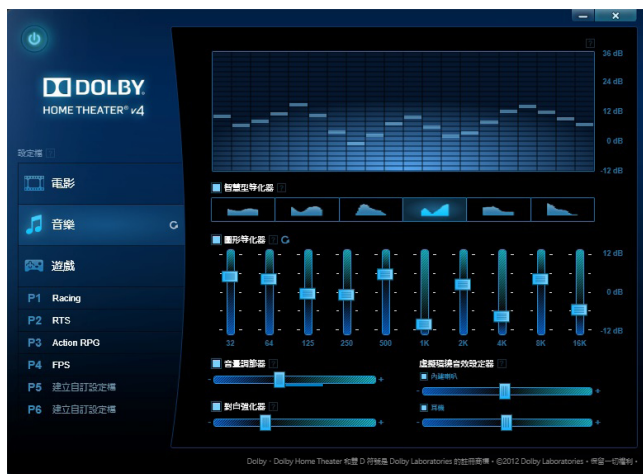 DOLBY
HOME THEATER® v4
設定檔
電影
音樂
遊戲
P1 Racing
P2 RTS
P3 Action RPG
P4 FPS
P5 建立自訂設定檔
P6 建立自訂設定檔
36 dB
24 dB
12 dB
0 dB
-12 dB
智慧型等化器
圖形等化器
12 dB
0 dB
-12 dB
32 64 125 250 500 1K 2K 4K 8K 16K
音量調節器
虛擬環繞音效設定器
內建喇叭
對白強化器
耳機
Dolby、Dolby Home Theater 和雙 D 符號是 Dolby Laboratories 的註冊商標。©2012 Dolby Laboratories。保留一切權利。